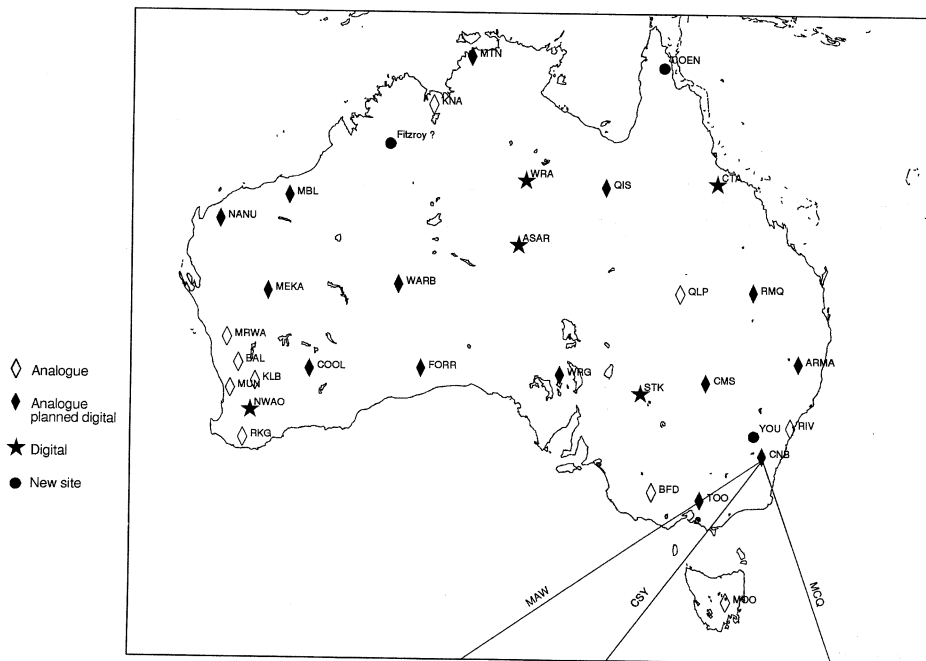 MTN
COEN
KNA
Fitzroy ?
WRA
QIS
CTA
MBL
NANU
ASAR
MEKA
WARB
QLP
RMQ
MRWA
BAL
KLB
COOL
FORR
WRG
ARMA
MUN
STK
CMS
NWAO
RKG
YOU
RIV
CNB
BFD
TOO
MAW
CSY
MCQ
MOO
Analogue
Analogue
planned digital
Digital
New site